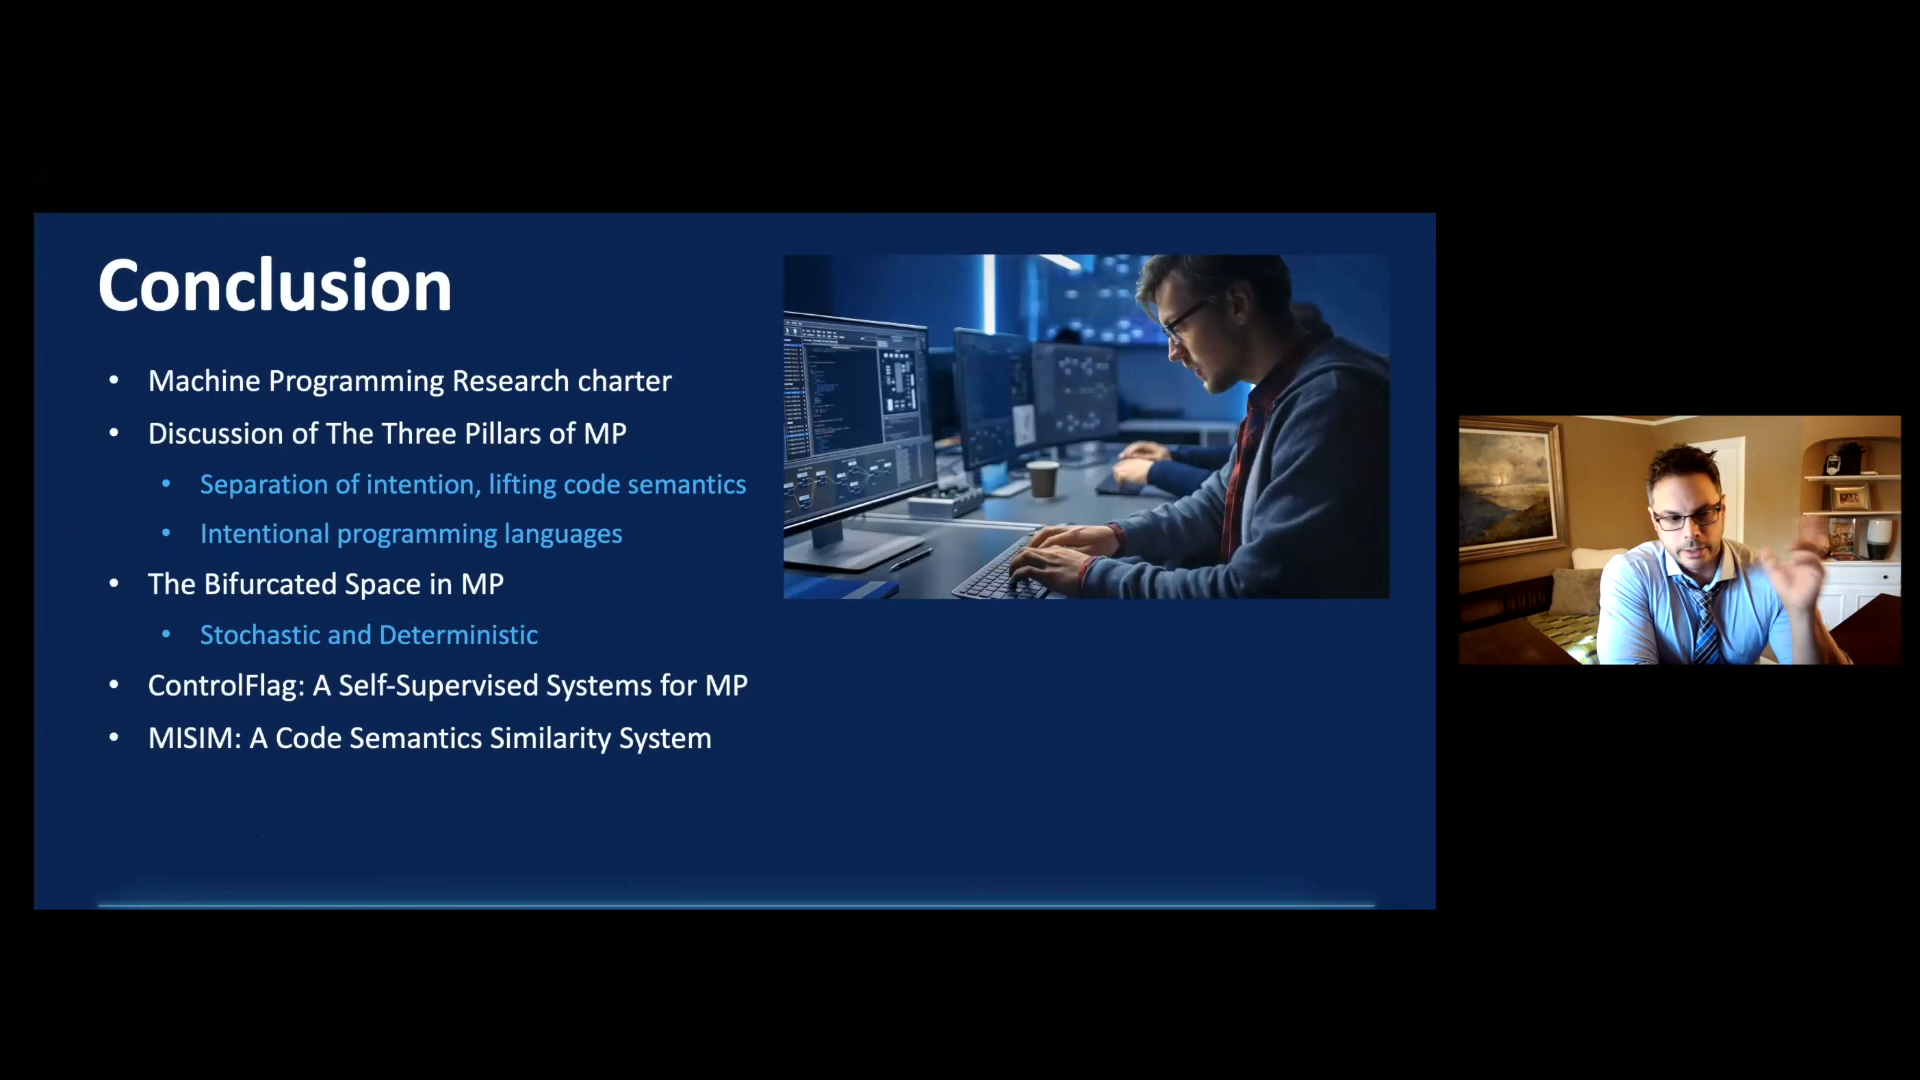 Conclusion
• Machine Programming Research charter
• Discussion of The Three Pillars of MP
• Separation of intention, lifting code semantics
• Intentional programming languages
• The Bifurcated Space in MP
• Stochastic and Deterministic
• ControlFlag: A Self-Supervised Systems for MP
• MISIM: A Code Semantics Similarity System